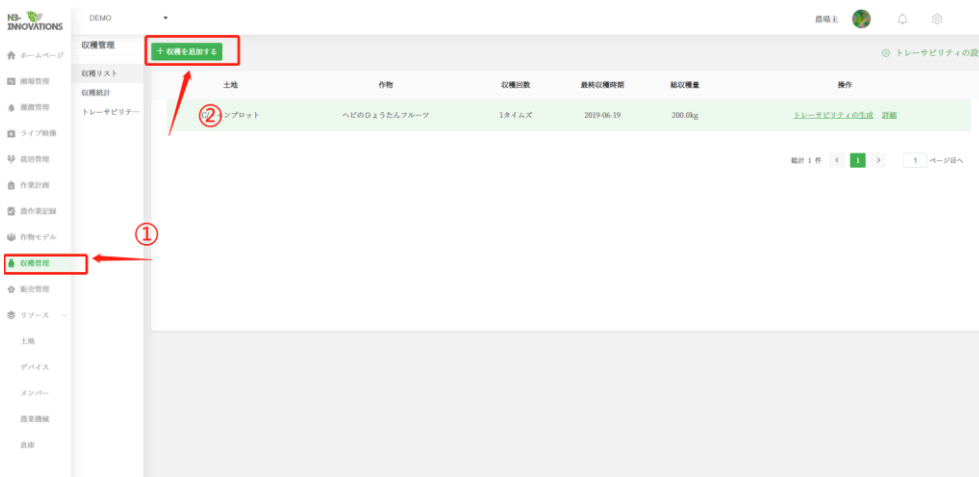 NB-
INNOVATIONS
DEMO
農場主
ホームページ
圃場管理
灌漑管理
ライブ映像
栽培管理
作業計画
農作業記録
作物モデル
収穫管理
販売管理
リソース
土地
デバイス
メンバー
農業機械
倉庫
収穫管理
収穫リスト
収穫統計
トレーサビリテ…
+ 収穫を追加する
トレーサビリティの設
土地 作物 収穫回数 最終収穫時期 総収穫量 操作
インプロット ヘビのひょうたんフルーツ 1タイムズ 2019-06-19 200.0kg トレーサビリティの生成 詳細
総計 1 件 < 1 > 1 ページ目へ
①
②